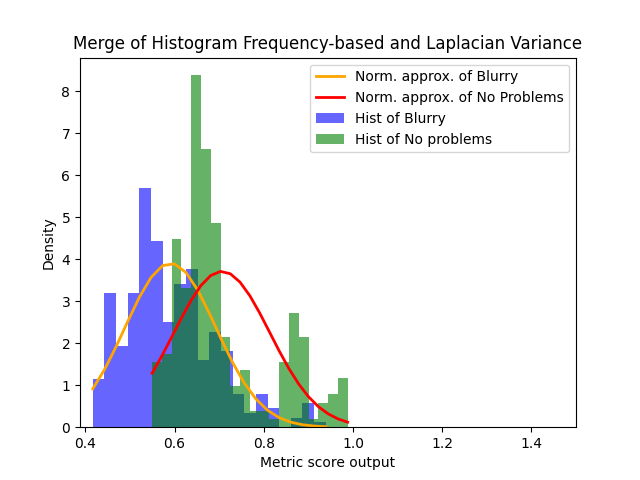 Merge of Histogram Frequency-based and Laplacian Variance
Norm. approx. of Blurry
Norm. approx. of No Problems
Hist of Blurry
Hist of No problems
Density
8
7
6
5
4
3
2
1
0
0.4 0.6 0.8 1.0 1.2 1.4
Metric score output